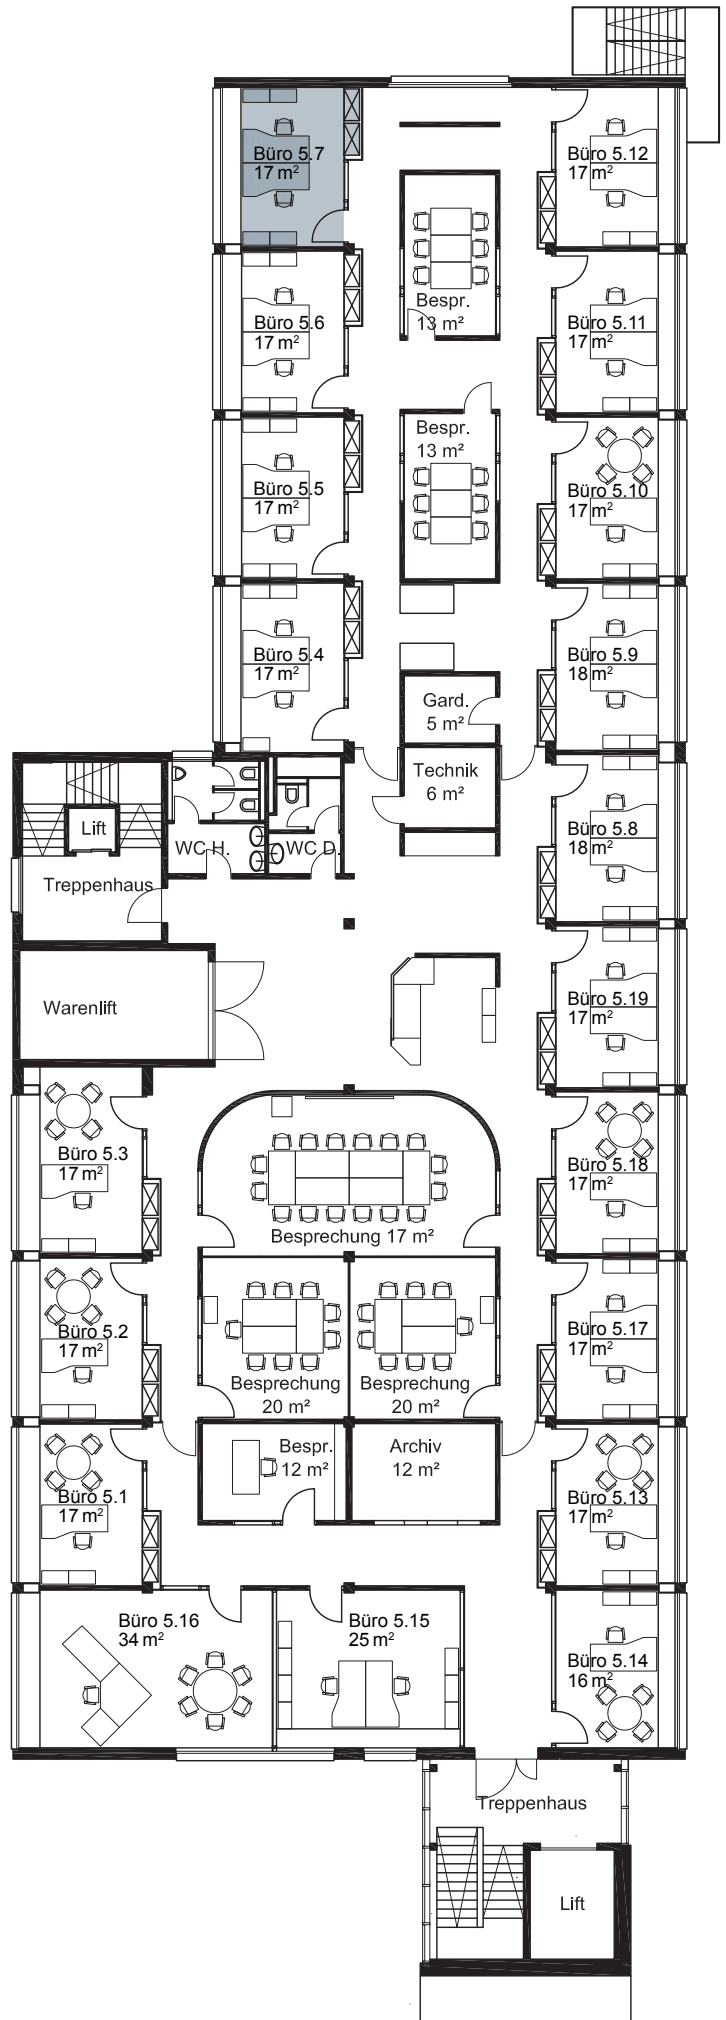 Büro 5.7
17 m²
Büro 5.12
17 m²
Bespr.
13 m²
Büro 5.6
17 m²
Büro 5.11
17 m²
Bespr.
13 m²
Büro 5.5
17 m²
Büro 5.10
17 m²
Büro 5.4
17 m²
Büro 5.9
18 m²
Gard.
5 m²
Technik
6 m²
Lift
WC H.
WC D.
Büro 5.8
18 m²
Treppenhaus
Warenlift
Büro 5.19
17 m²
Büro 5.3
17 m²
Büro 5.18
17 m²
Besprechung 17 m²
Büro 5.2
17 m²
Büro 5.17
17 m²
Besprechung
20 m²
Besprechung
20 m²
Bespr.
12 m²
Archiv
12 m²
Büro 5.1
17 m²
Büro 5.13
17 m²
Büro 5.16
34 m²
Büro 5.15
25 m²
Büro 5.14
16 m²
Treppenhaus
Lift